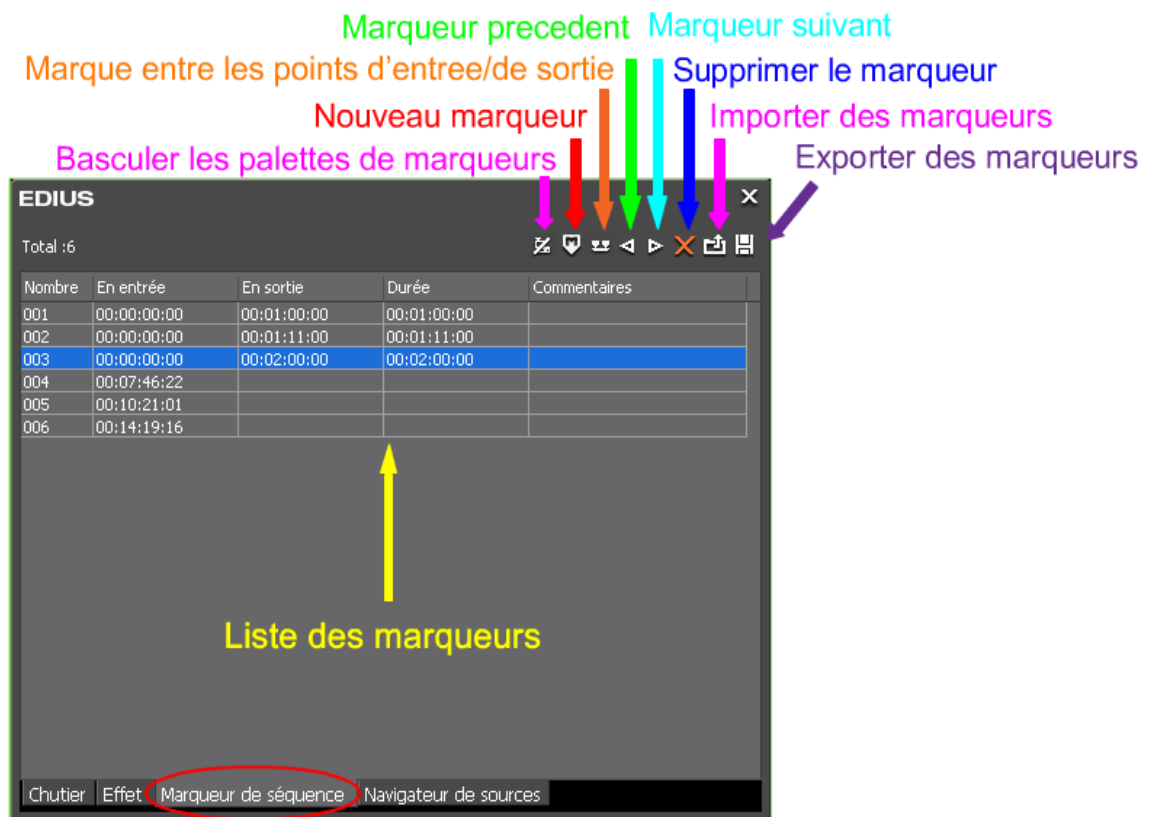 Marqueur precedent Marqueur suivant
Marque entre les points d'entree/de sortie Supprimer le marqueur
Nouveau marqueur Importer des marqueurs
Basculer les palettes de marqueurs Exporter des marqueurs
EDIUS
Total :6
Nombre En entrée En sortie Durée Commentaires
001 00:00:00:00 00:01:00:00 00:01:00:00
002 00:00:00:00 00:01:11:00 00:01:11:00
003 00:00:00:00 00:02:00:00 00:02:00:00
004 00:07:46:22
005 00:10:21:01
006 00:14:19:16
Liste des marqueurs
Chutier Effet Marqueur de séquence Navigateur de sources